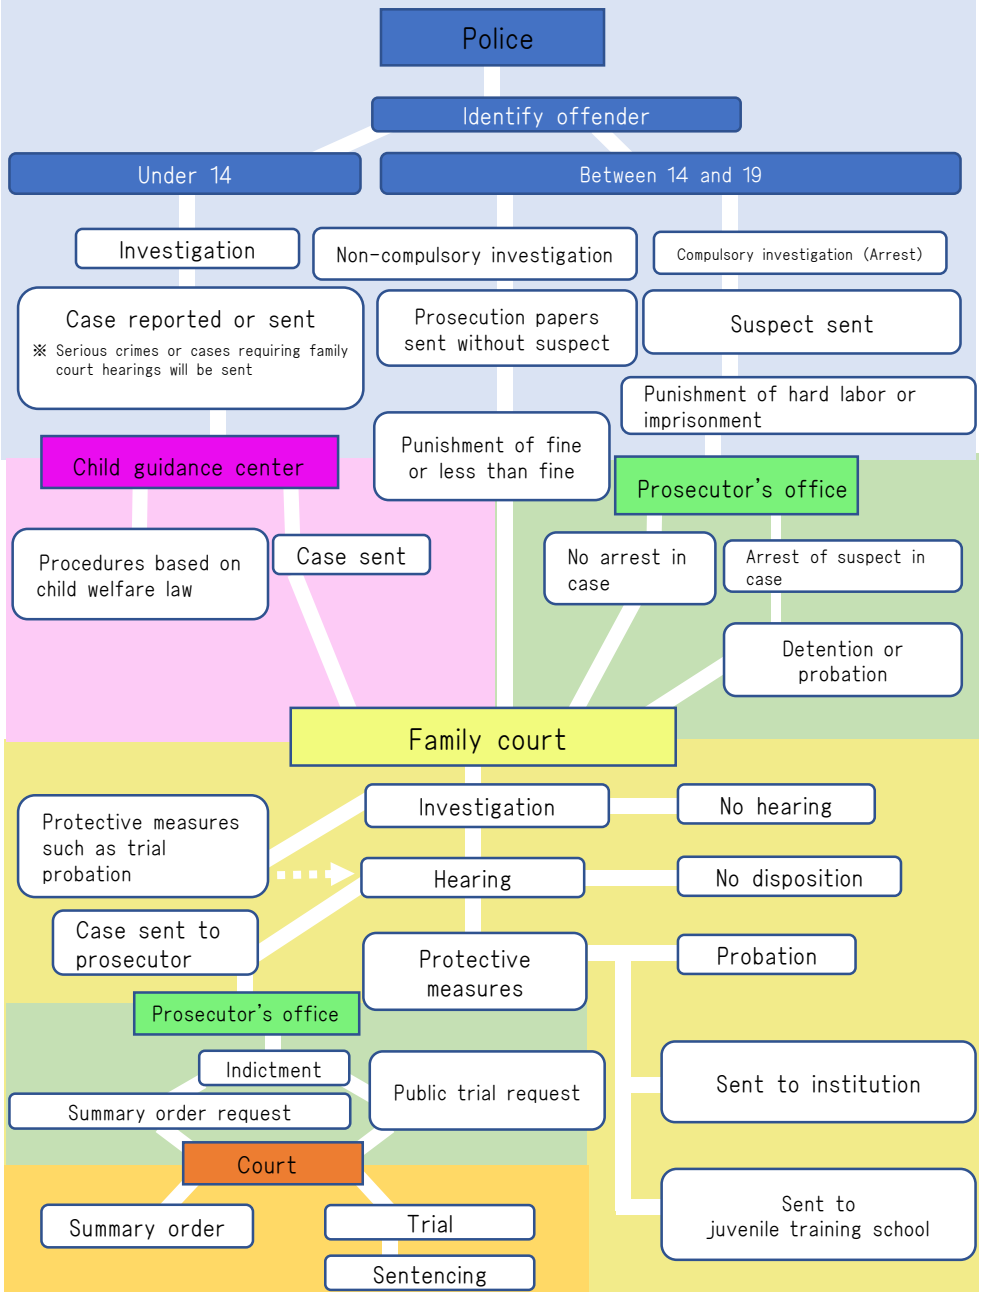 Police
Identify offender
Under 14
Between 14 and 19
Investigation
Non-compulsory investigation
Compulsory investigation (Arrest)
Case reported or sent
※ Serious crimes or cases requiring family
court hearings will be sent
Prosecution papers
sent without suspect
Suspect sent
Punishment of hard labor or
imprisonment
Punishment of fine
or less than fine
Child guidance center
Prosecutor's office
Procedures based on
child welfare law
Case sent
No arrest in
case
Arrest of suspect in
case
Detention or
probation
Family court
Investigation
No hearing
Protective measures
such as trial
probation
Hearing
No disposition
Case sent to
prosecutor
Protective
measures
Probation
Prosecutor's office
Indictment
Public trial request
Summary order request
Sent to institution
Court
Summary order
Trial
Sentencing
Sent to
juvenile training school